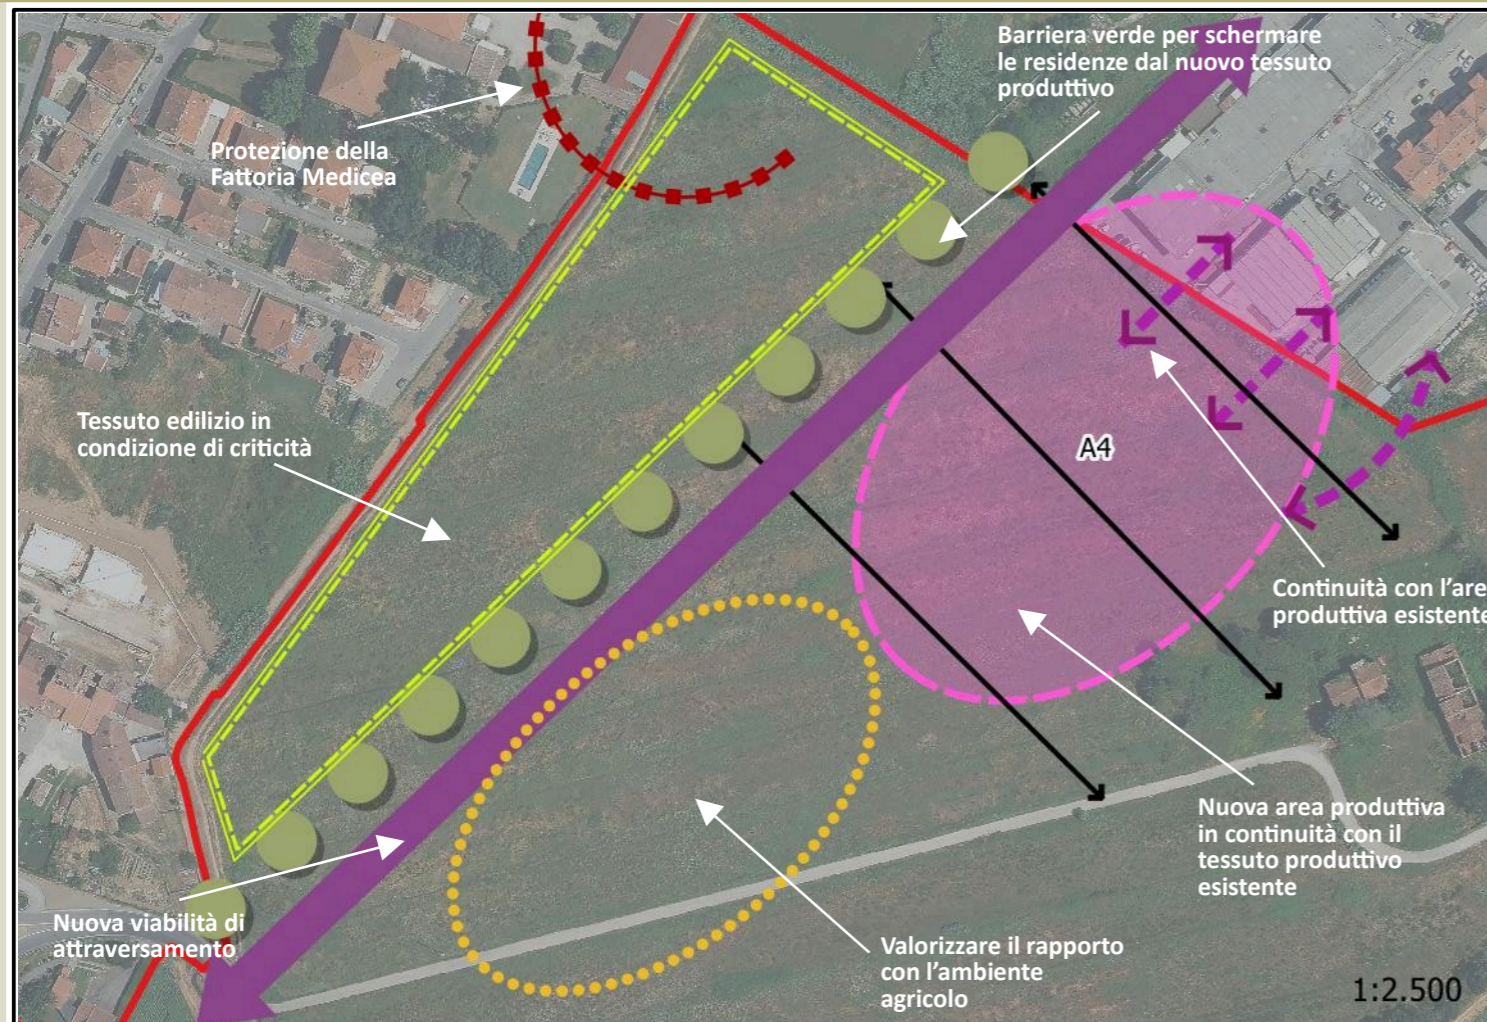 Barriera verde per schermare
le residenze dal nuovo tessuto
produttivo
Protezione della
Fattoria Medicea
Tessuto edilizio in
condizione di criticità
A4
Continuità con l'are
produttiva esistente
Nuova area produttiva
in continuità con il
tessuto produttivo
esistente
Nuova viabilità di
attraversamento
Valorizzare il rapporto
con l'ambiente
agricolo
1:2.500